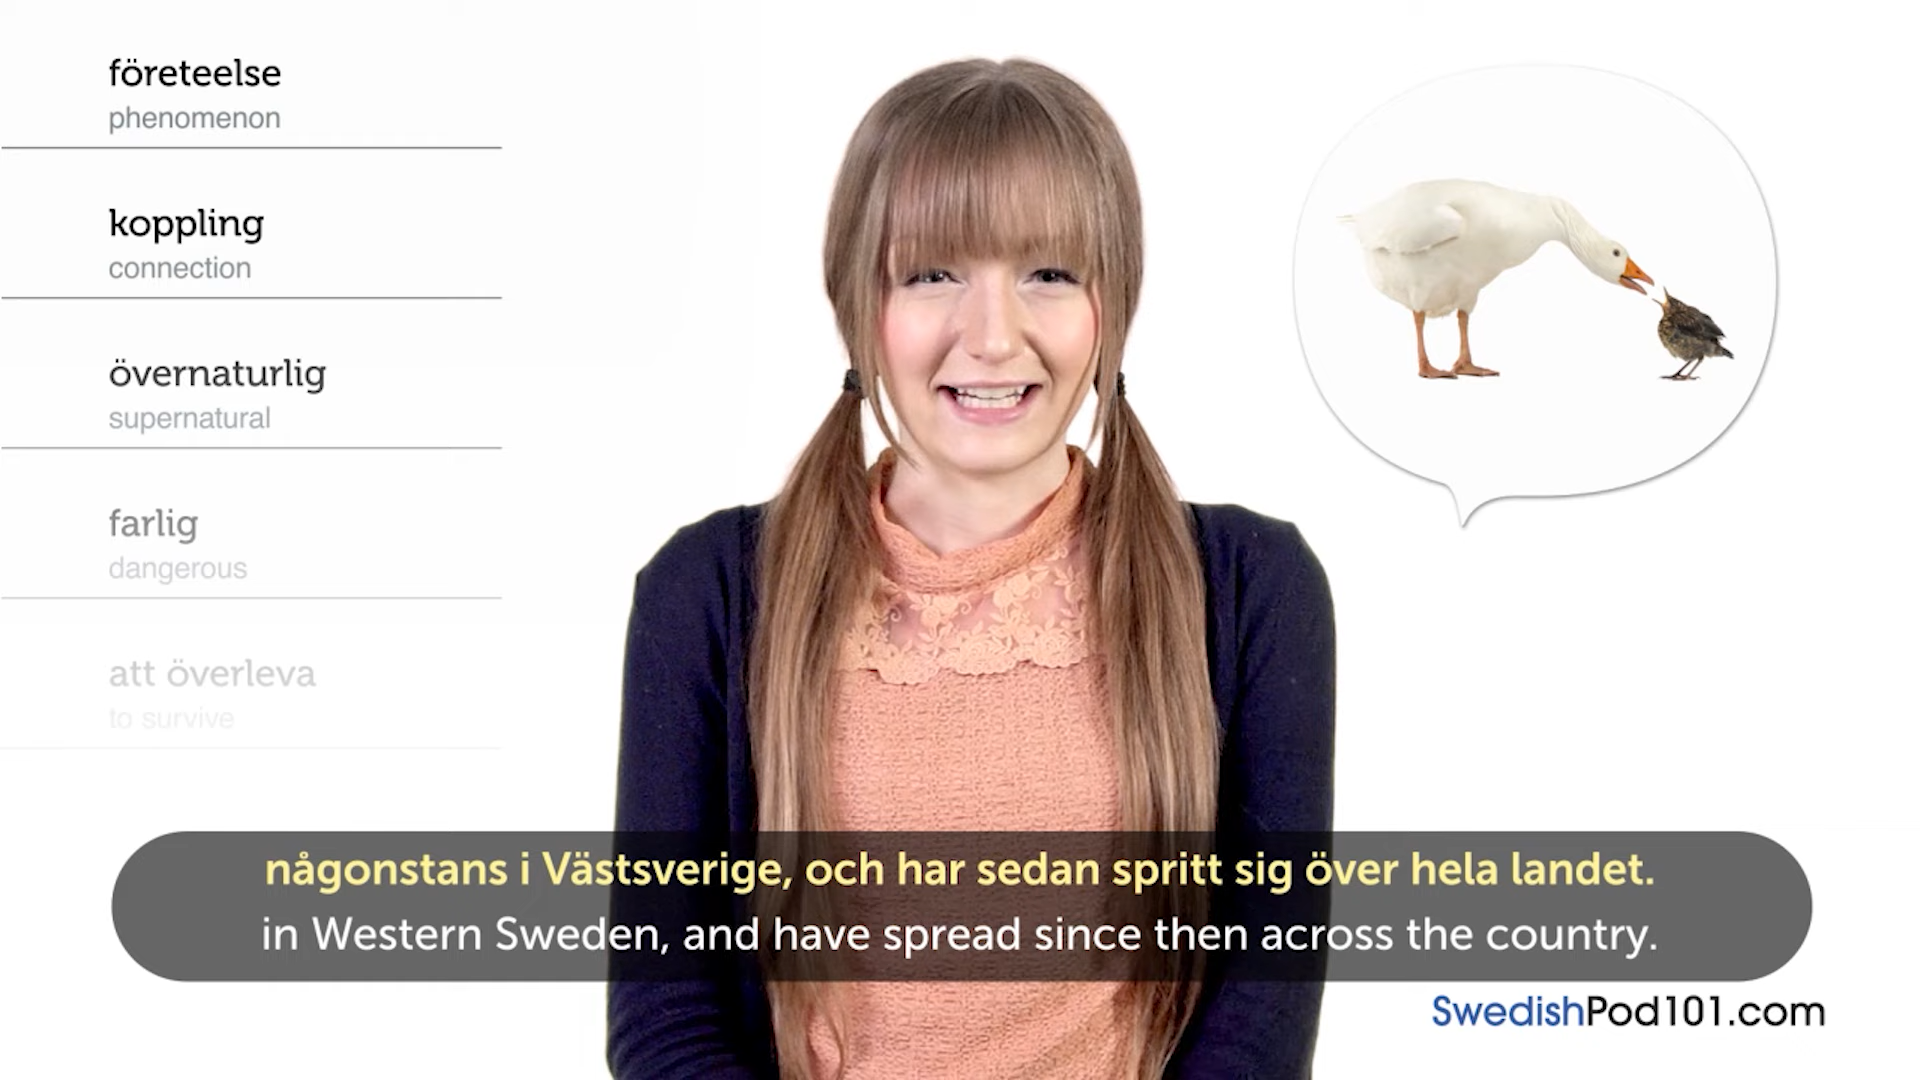 företeelse
phenomenon
koppling
connection
övernaturlig
supernatural
farlig
dangerous
att överleva
to survive
någonstans i Västsverige, och har sedan spritt sig över hela landet.
in Western Sweden, and have spread since then across the country.
SwedishPod101.com